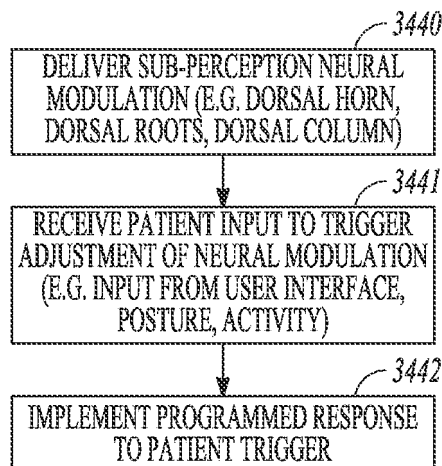 3440
DELIVER SUB-PERCEPTION NEURAL
MODULATION (E.G. DORSAL HORN,
DORSAL ROOTS, DORSAL COLUMN)
3441
RECEIVE PATIENT INPUT TO TRIGGER
ADJUSTMENT OF NEURAL MODULATION
(E.G. INPUT FROM USER INTERFACE,
POSTURE, ACTIVITY)
3442
IMPLEMENT PROGRAMMED RESPONSE
TO PATIENT TRIGGER